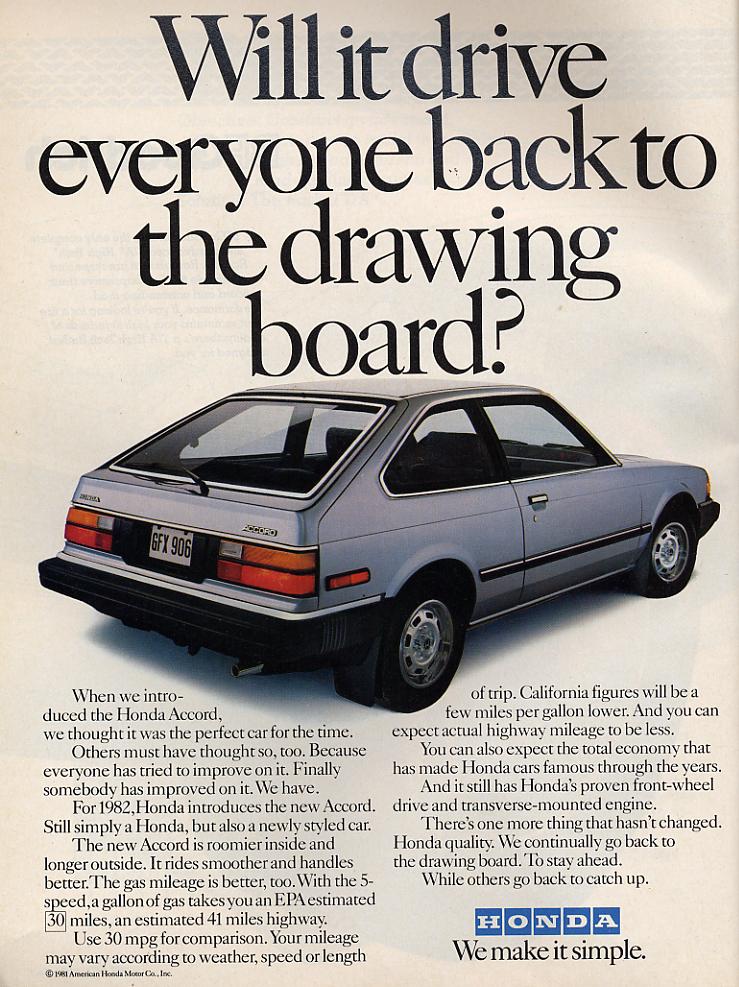 Will it drive
everyone back to
the drawing
board?
HONDA
ACCORD
GFX 906
When we intro-
duced the Honda Accord,
we thought it was the perfect car for the time.
Others must have thought so, too. Because
everyone has tried to improve on it. Finally
somebody has improved on it. We have.
For 1982, Honda introduces the new Accord.
Still simply a Honda, but also a newly styled car.
The new Accord is roomier inside and
longer outside. It rides smoother and handles
better. The gas mileage is better, too. With the 5-
speed, a gallon of gas takes you an EPA estimated
30 miles, an estimated 41 miles highway.
Use 30 mpg for comparison. Your mileage
may vary according to weather, speed or length
© 1981 American Honda Motor Co., Inc.
of trip. California figures will be a
few miles per gallon lower. And you can
expect actual highway mileage to be less.
You can also expect the total economy that
has made Honda cars famous through the years.
And it still has Honda's proven front-wheel
drive and transverse-mounted engine.
There's one more thing that hasn't changed.
Honda quality. We continually go back to
the drawing board. To stay ahead.
While others go back to catch up.
HONDA
We make it simple.